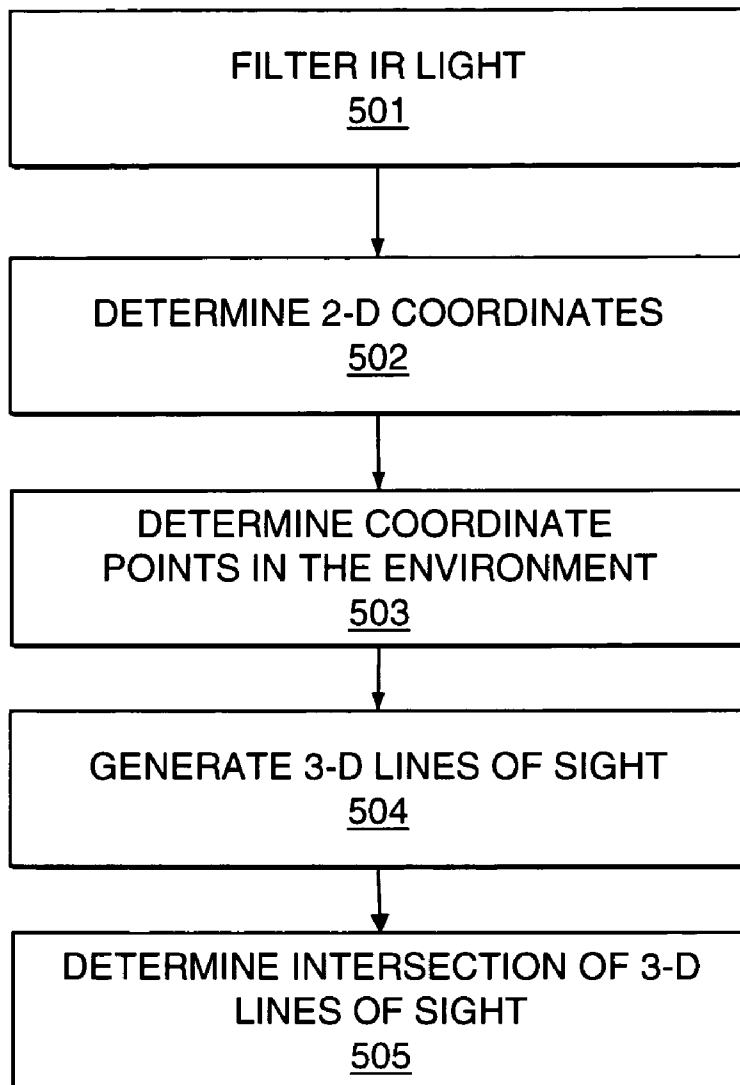 FILTER IR LIGHT
501
DETERMINE 2-D COORDINATES
502
DETERMINE COORDINATE
POINTS IN THE ENVIRONMENT
503
GENERATE 3-D LINES OF SIGHT
504
DETERMINE INTERSECTION OF 3-D
LINES OF SIGHT
505